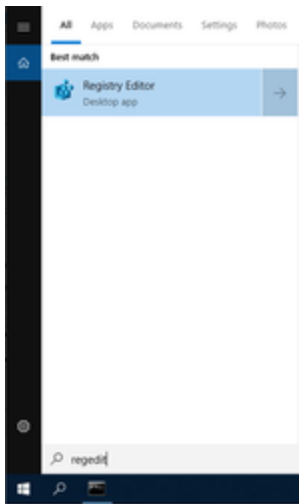 All Apps Documents Settings Photos
Best match
Registry Editor
Desktop app
regedit